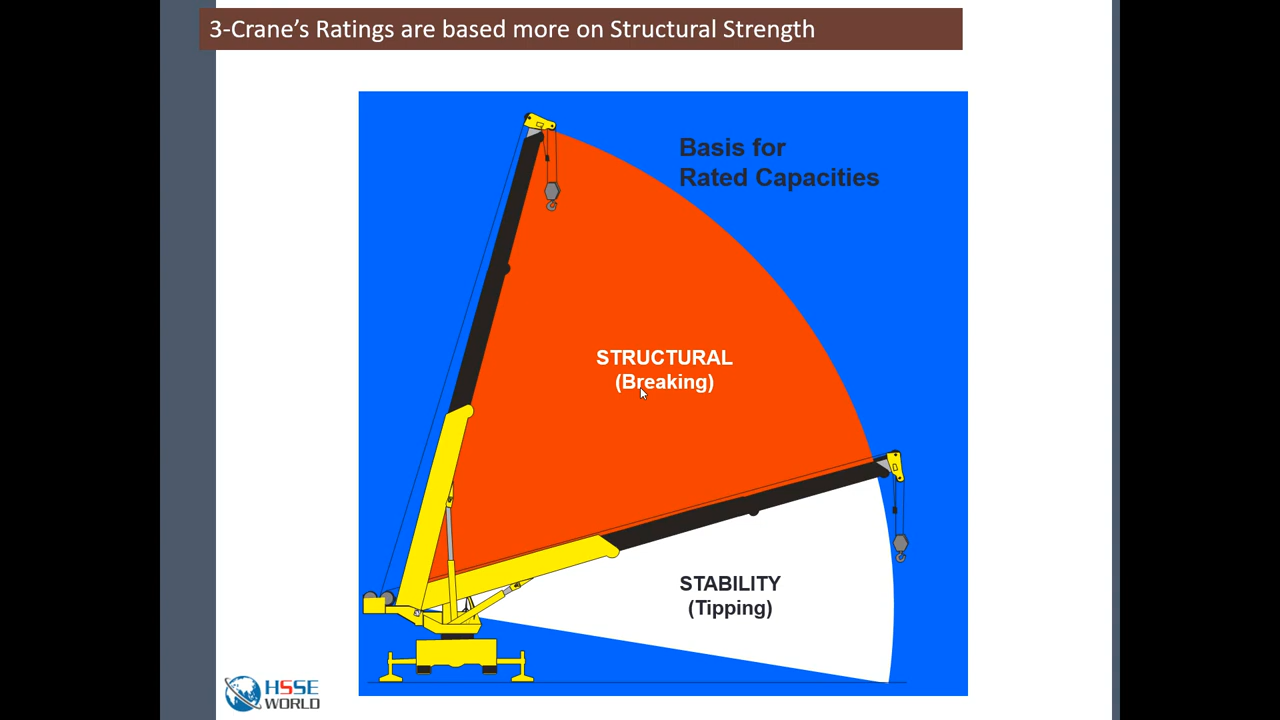 3-Crane's Ratings are based more on Structural Strength
Basis for
Rated Capacities
STRUCTURAL
(Breaking)
STABILITY
(Tipping)
HSSE
WORLD